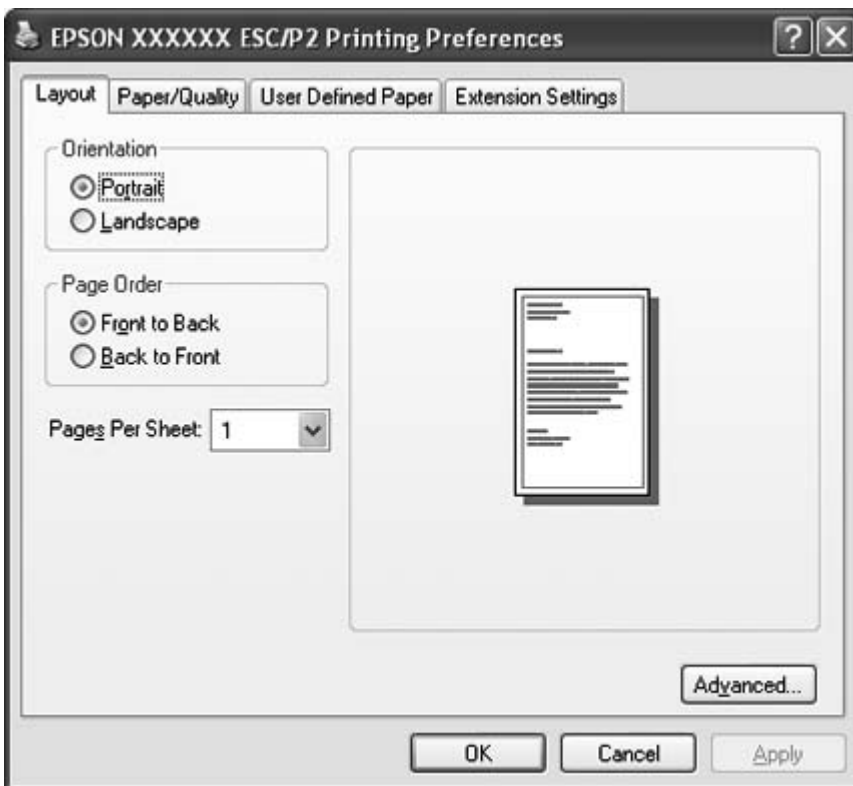 EPSON XXXXXX ESC/P2 Printing Preferences
Layout Paper/Quality User Defined Paper Extension Settings
Orientation
Portrait
Landscape
Page Order
Front to Back
Back to Front
Pages Per Sheet: 1
Advanced...
OK Cancel Apply